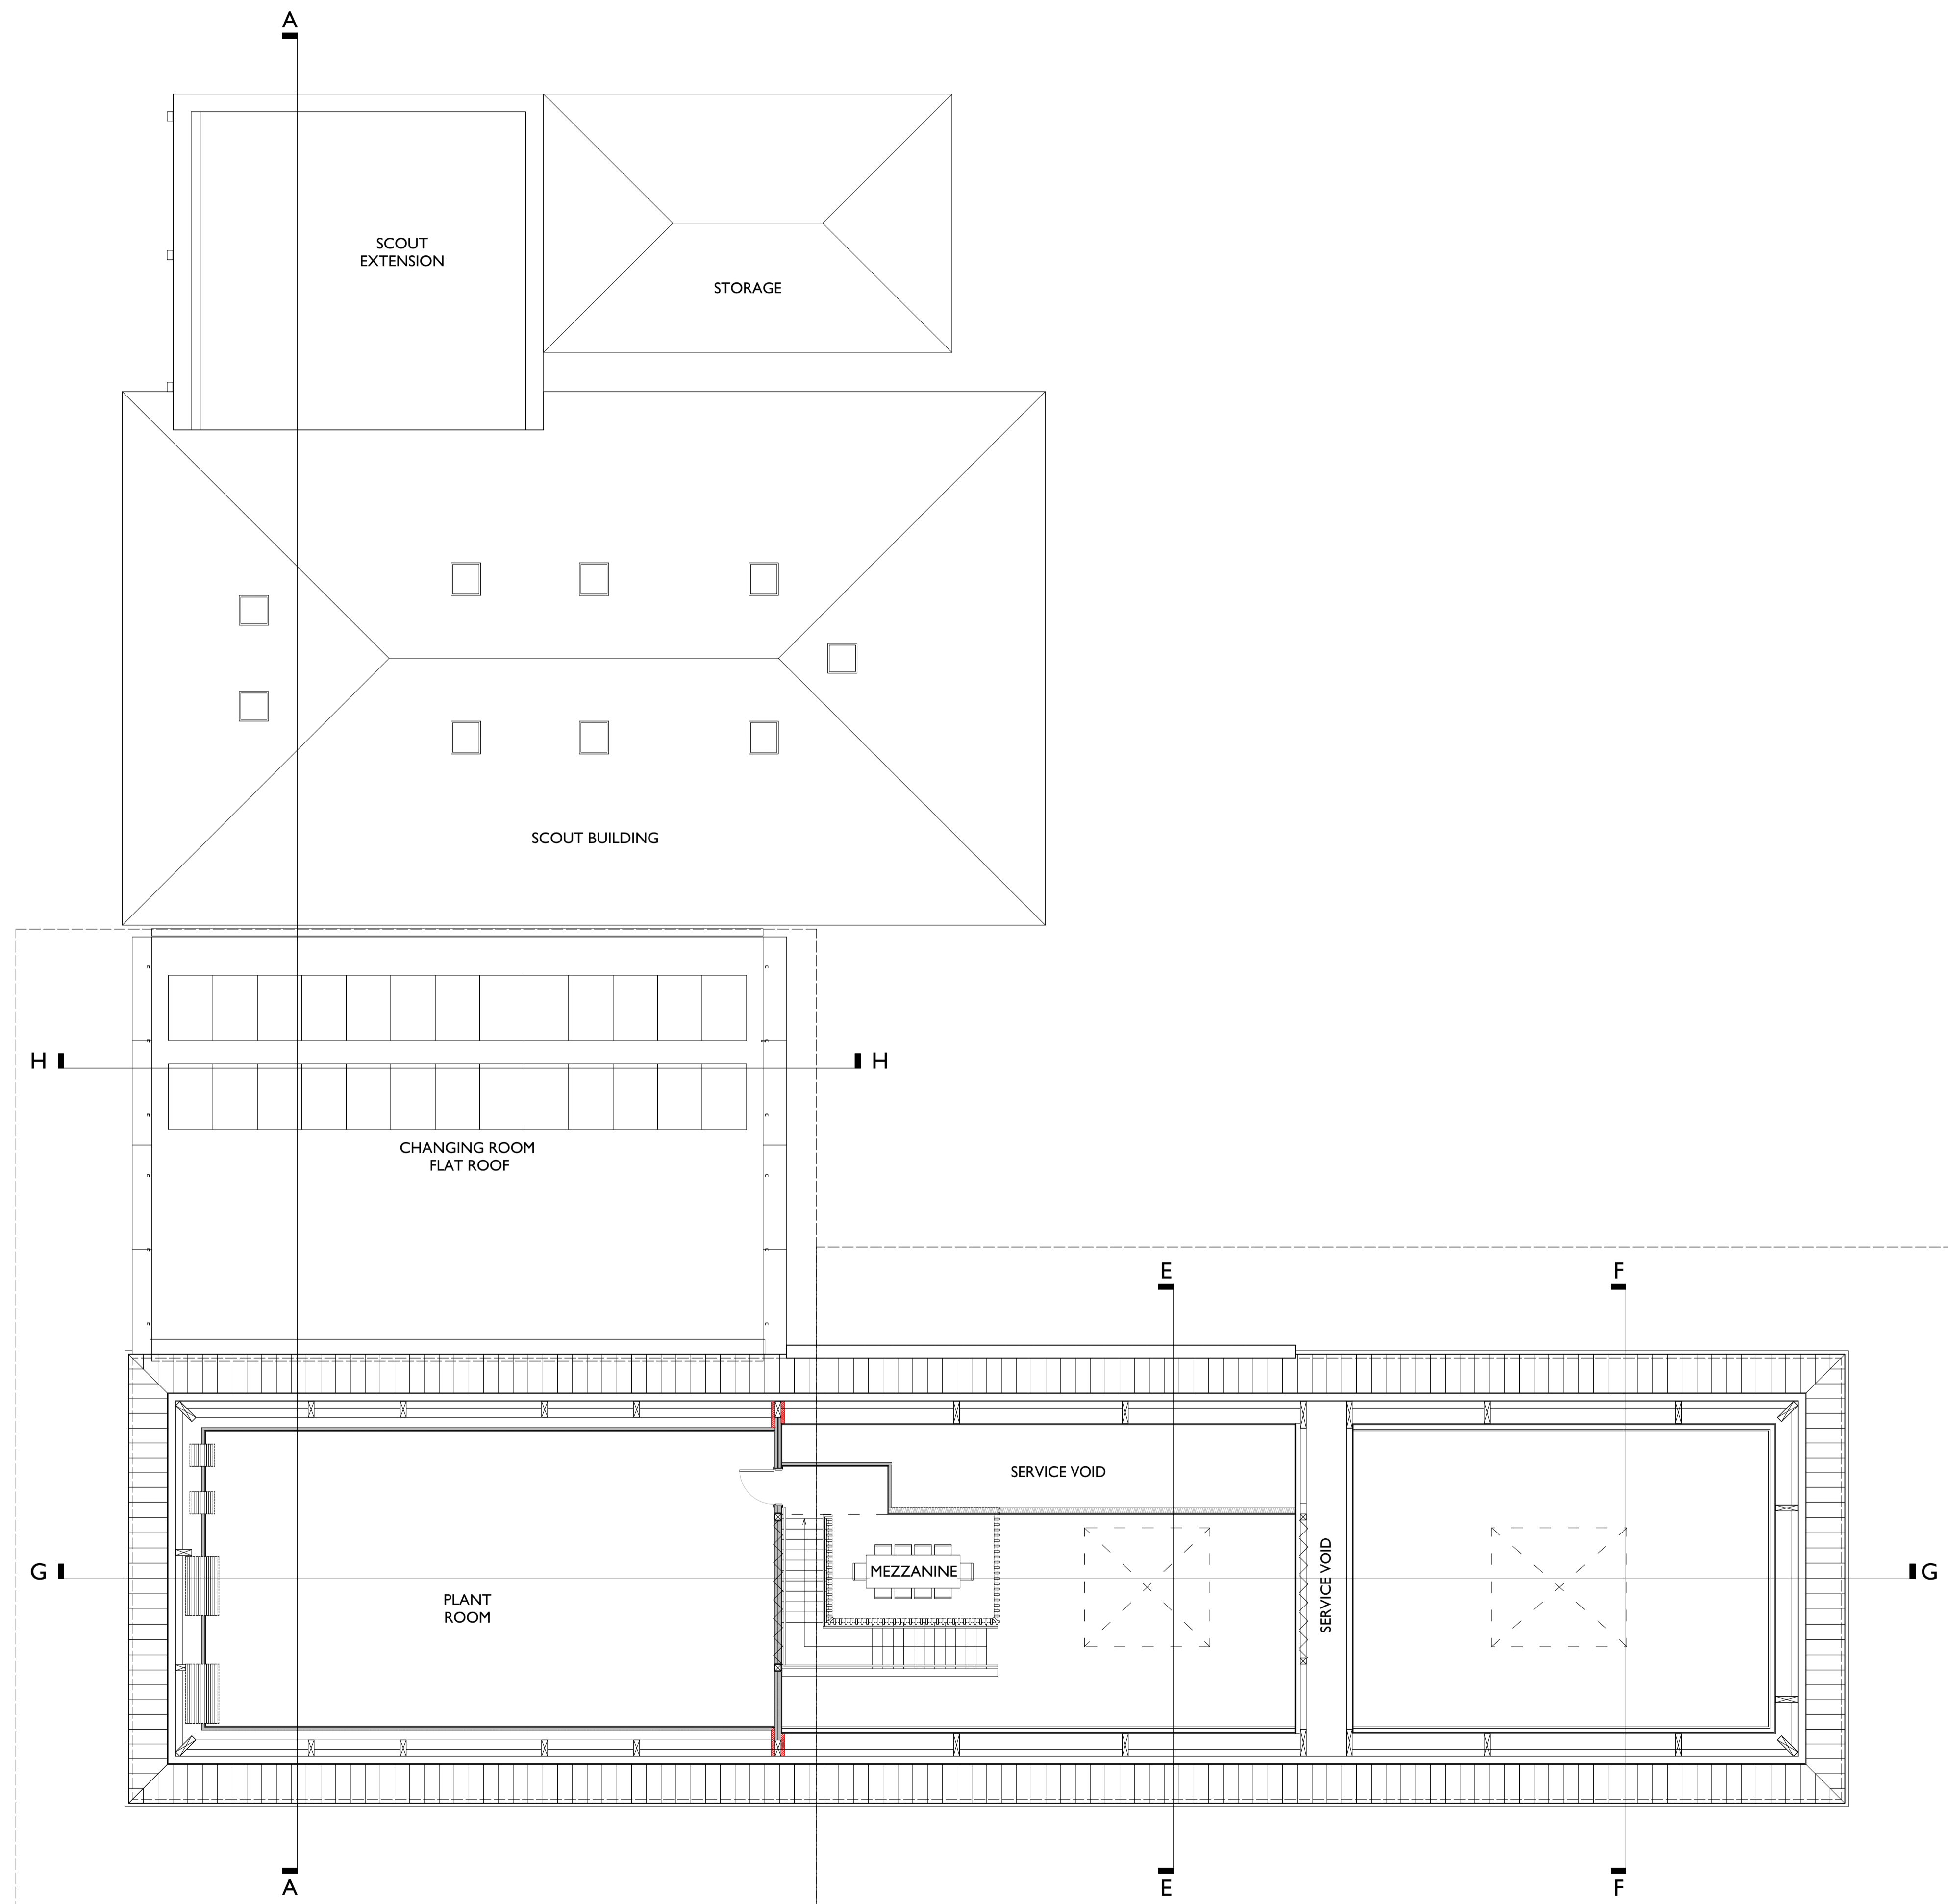 A
SCOUT
EXTENSION
STORAGE
SCOUT BUILDING
H
H
CHANGING ROOM
FLAT ROOF
E
F
SERVICE VOID
SERVICE VOID
G
MEZZANINE
G
PLANT
ROOM
A
E
F